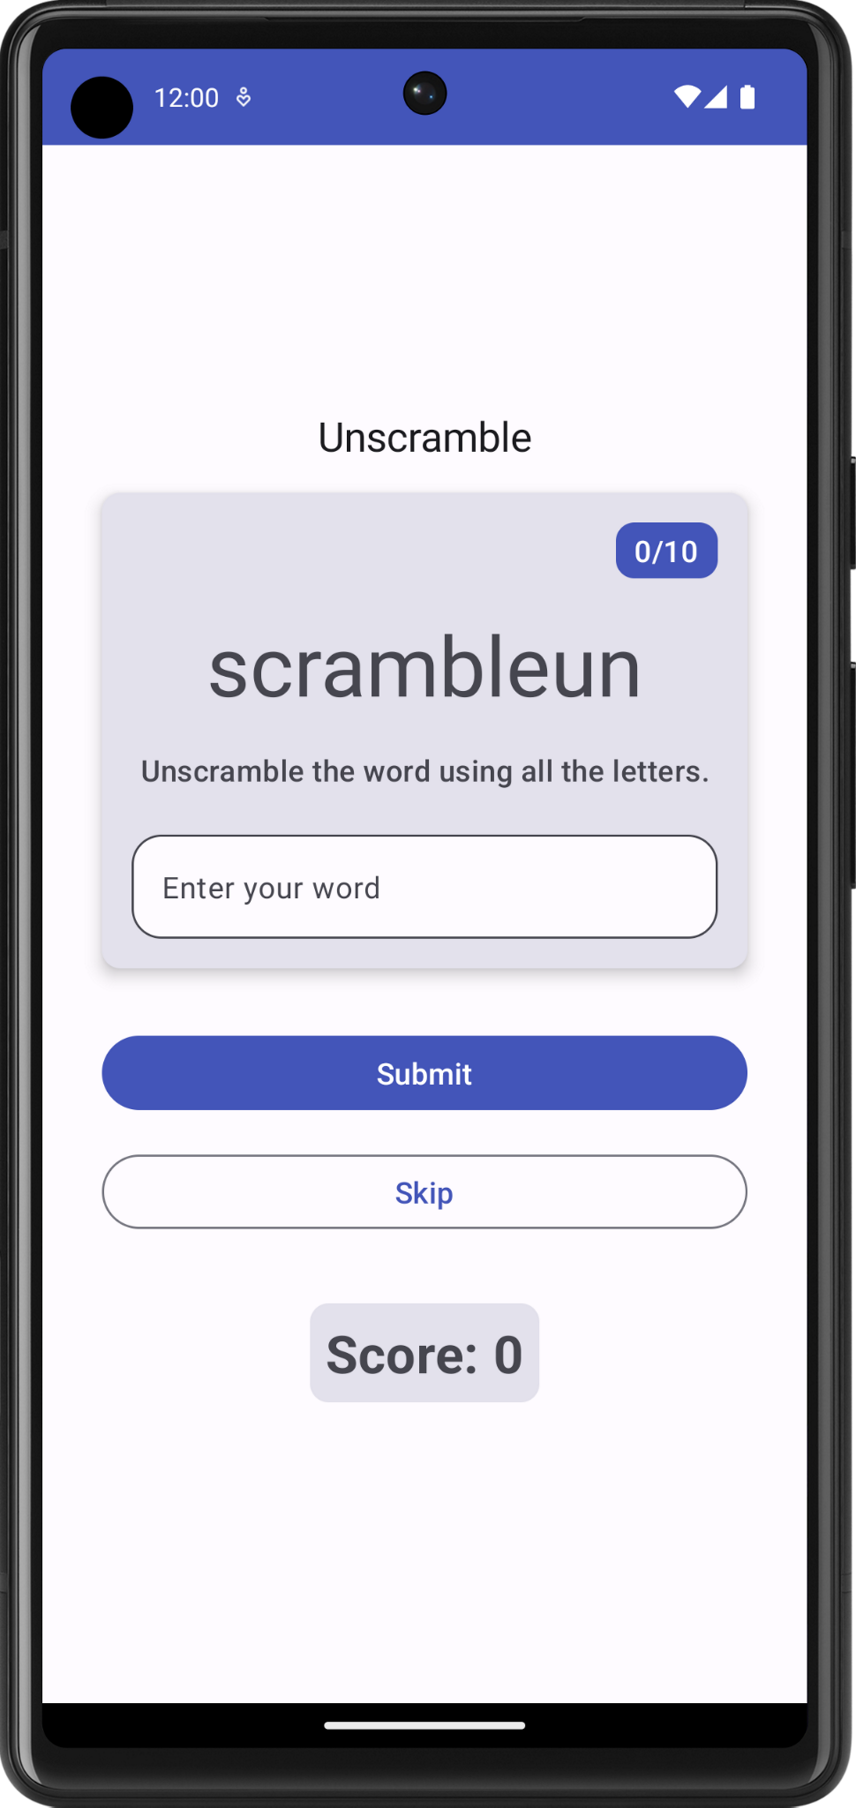 12:00
Unscramble
0/10
scrambleun
Unscramble the word using all the letters.
Enter your word
Submit
Skip
Score: 0